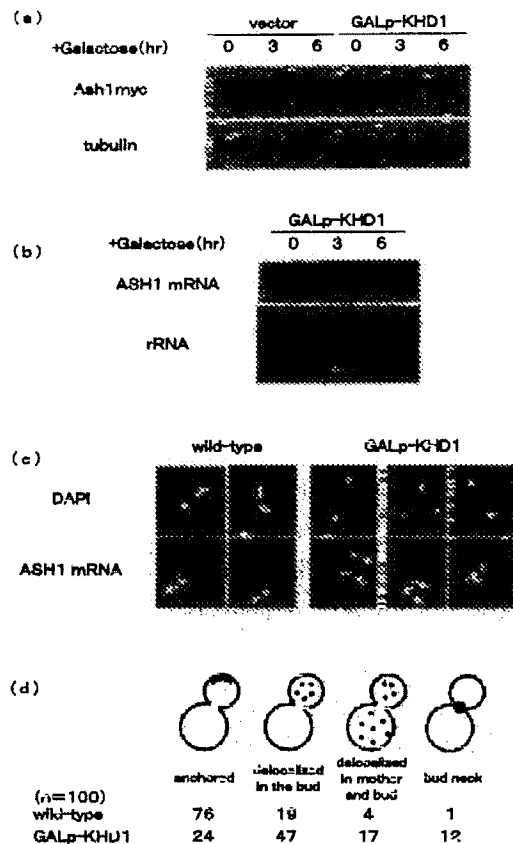 (a)
vector GALp-KHD1
+Galactose(hr) 0 3 6 0 3 6
Ash1myc
tubulin
(b)
GALp-KHD1
+Galactose(hr) 0 3 6
ASH1 mRNA
rRNA
(c)
wild-type GALp-KHD1
DAPI
ASH1 mRNA
(d)
anchored
delocalized in the bud
delocalized in mother and bud
bud neck
(n=100)
wild-type 76 19 4 1
GALp-KHD1 24 47 17 12